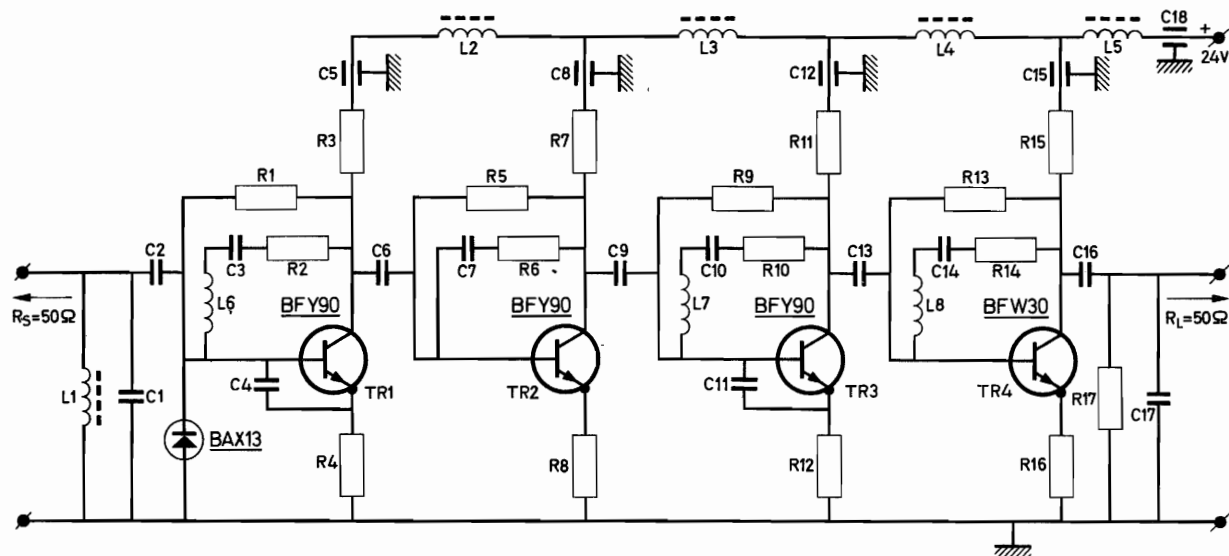 C18
+
24V
L2
L3
L4
L5
C5
C8
C12
C15
R3
R7
R11
R15
R1
R5
R9
R13
C2
C3
R2
C6
C7
R6
C9
C10
R10
C13
C14
R14
C16
RS=50Ω
L6
BFY90
BFY90
L7
BFY90
L8
BFW30
RL=50Ω
L1
C1
C4
TR1
TR2
C11
TR3
TR4
R17
C17
BAX13
R4
R8
R12
R16